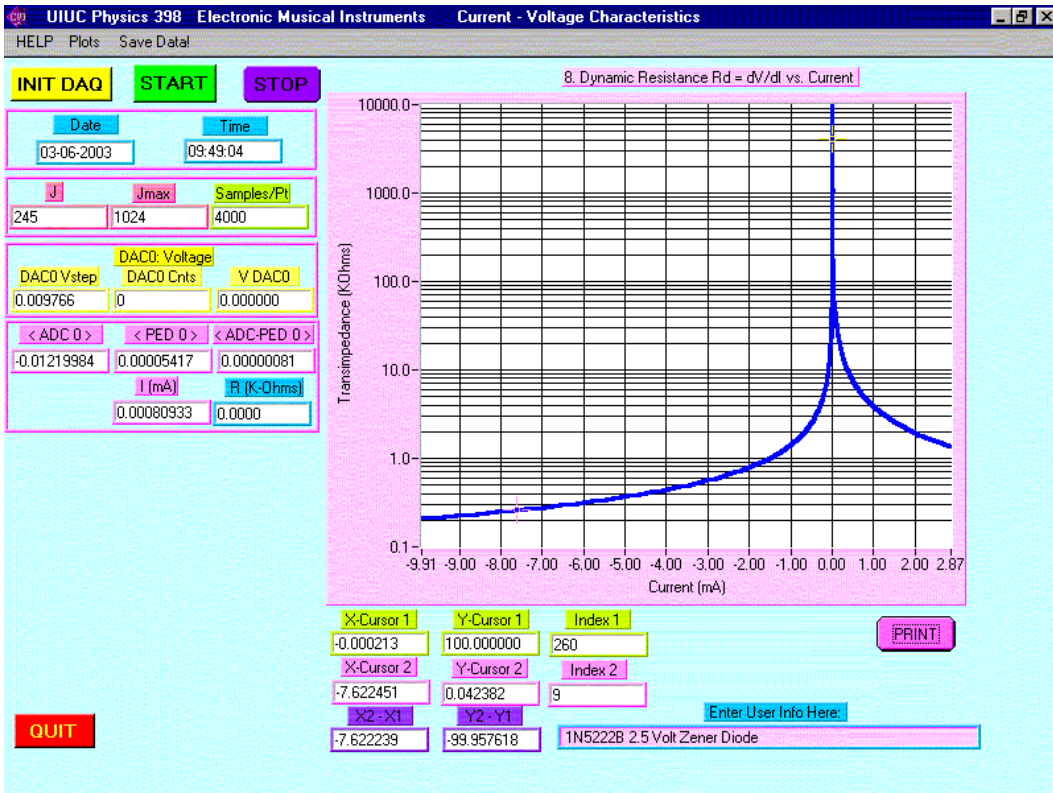 UIUC Physics 398 Electronic Musical Instruments Current - Voltage Characteristics
HELP Plots Save Data!
INIT DAQ START STOP
Date Time
03-06-2003 09:49:04
J Jmax Samples/Pt
245 1024 4000
DAC0: Voltage
DAC0 Vstep DAC0 Cnts V DAC0
0.009766 0 0.000000
< ADC 0 > < PED 0 > < ADC-PED 0 >
-0.01219984 0.00005417 0.00000081
I (mA) R (K-Ohms)
0.00080933 0.0000
8. Dynamic Resistance Rd = dV/dI vs. Current
10000.0
1000.0
100.0
10.0
1.0
0.1
Transimpedance (KOhms)
-9.91 -9.00 -8.00 -7.00 -6.00 -5.00 -4.00 -3.00 -2.00 -1.00 0.00 1.00 2.00 2.87
Current (mA)
X-Cursor 1 Y-Cursor 1 Index 1
-0.000213 100.000000 260
PRINT
X-Cursor 2 Y-Cursor 2 Index 2
-7.622451 0.042382 9
X2 - X1 Y2 - Y1
-7.622239 -99.957618
Enter User Info Here:
1N5222B 2.5 Volt Zener Diode
QUIT